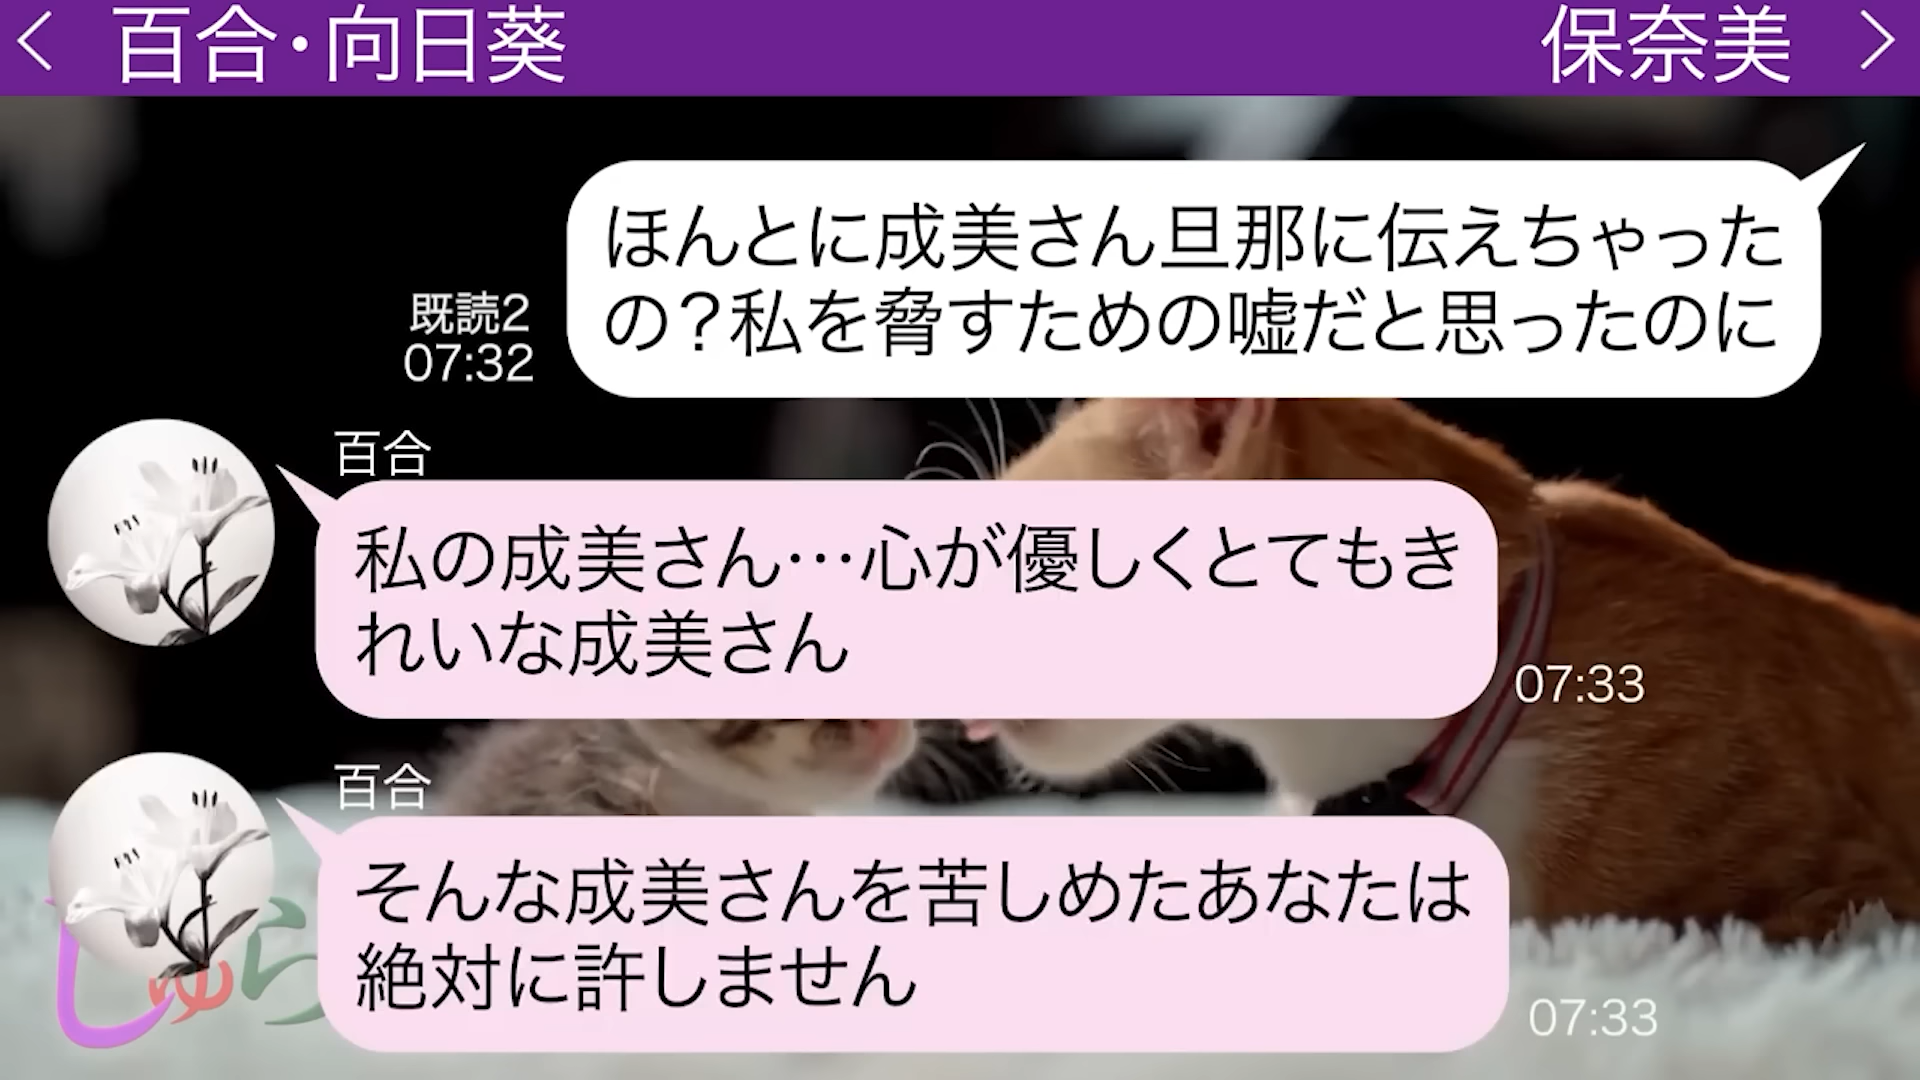 百合・向日葵
保奈美
ほんとに成美さん旦那に伝えちゃった
の？私を脅すための嘘だと思ったのに
既読2
07:32
百合
私の成美さん…心が優しくとてもき
れいな成美さん
07:33
百合
そんな成美さんを苦しめたあなたは
絶対に許しません
07:33
しゅら